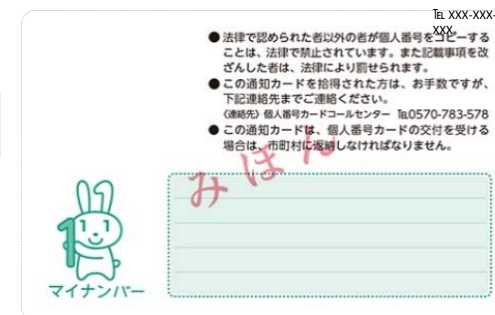 TEL XXX-XXX-
XXX
●法律で認められた者以外の者が個人番号をコピーする
ことは、法律で禁止されています。また記載事項を改
ざんした者は、法律により罰せられます。
●この通知カードを拾得された方は、お手数ですが、
下記連絡先までご連絡ください。
〈連絡先〉個人番号カードコールセンター ℡0570-783-578
●この通知カードは、個人番号カードの交付を受ける
場合は、市町村に返納しなければなりません。
みほん
1
マイナンバー